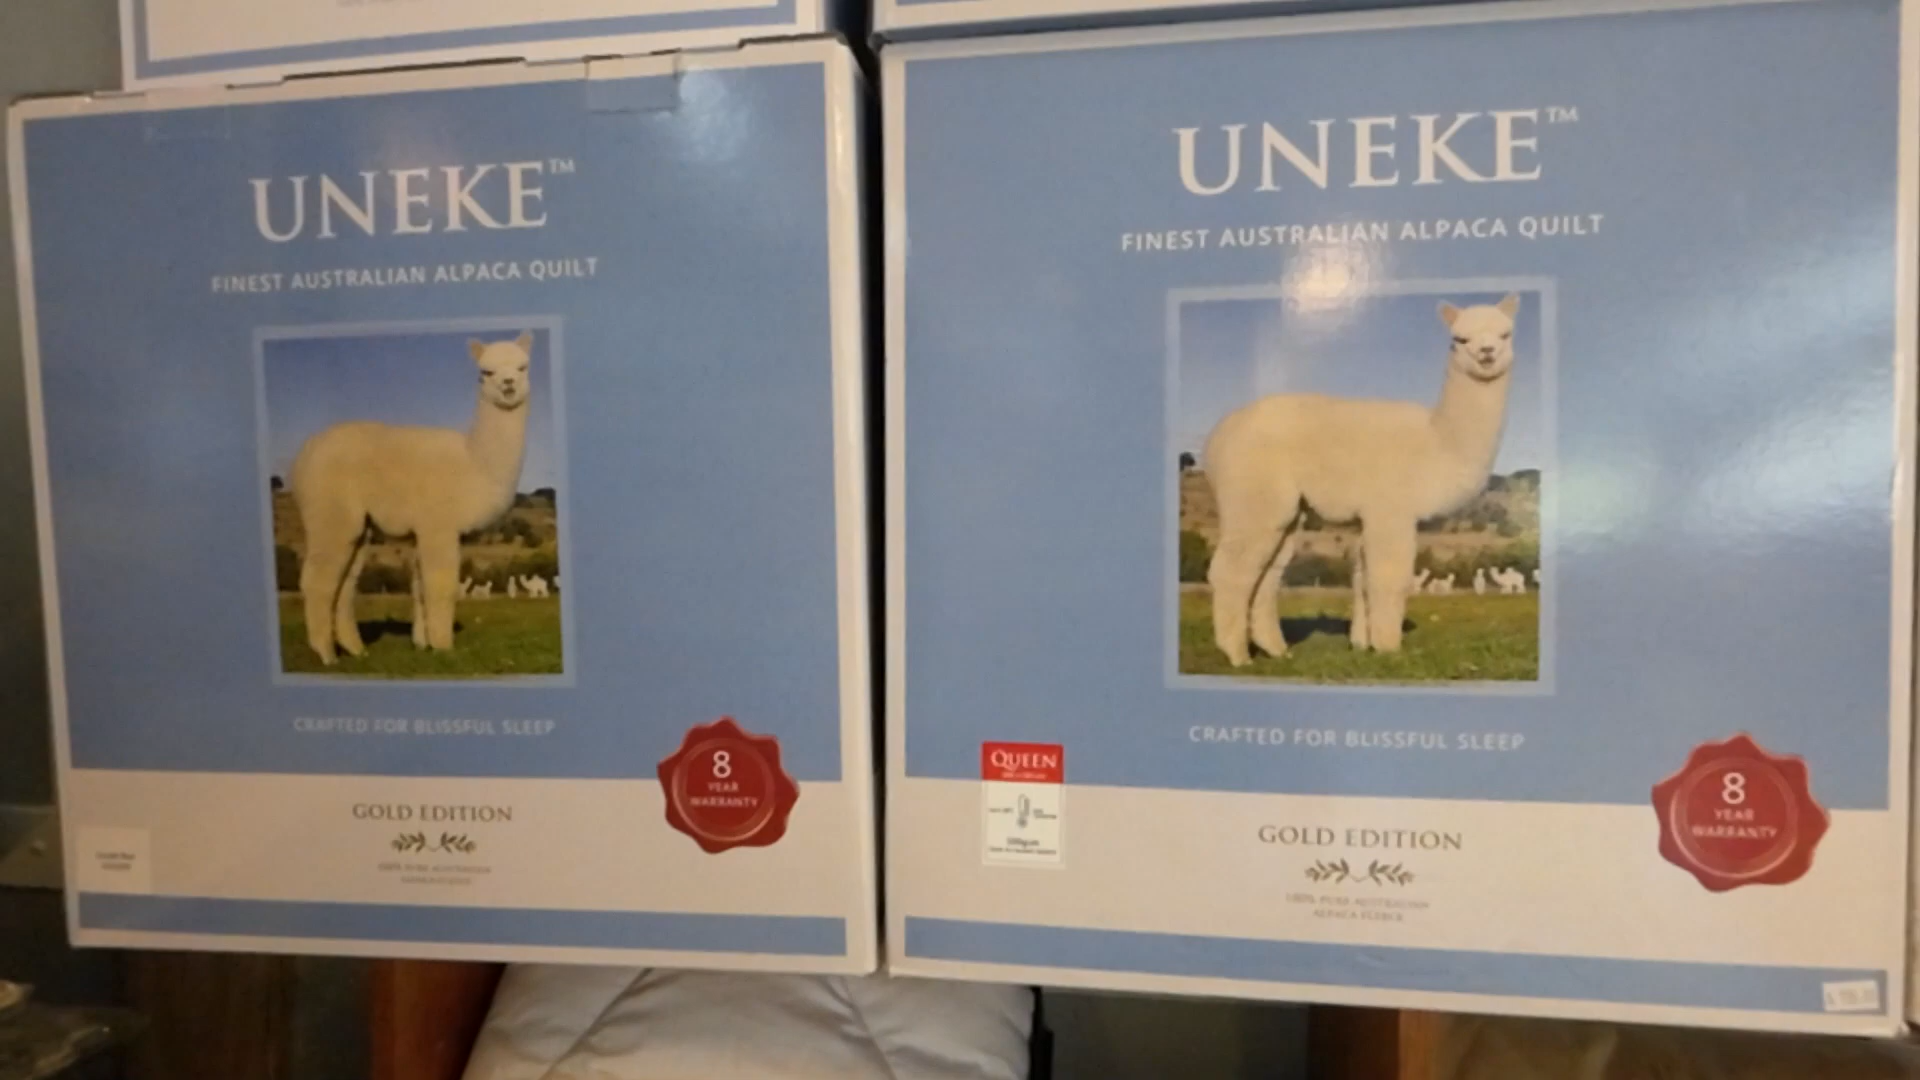 UNEKE™
FINEST AUSTRALIAN ALPACA QUILT
CRAFTED FOR BLISSFUL SLEEP
8
YEAR
WARRANTY
GOLD EDITION
UNEKE™
FINEST AUSTRALIAN ALPACA QUILT
CRAFTED FOR BLISSFUL SLEEP
QUEEN
8
YEAR
WARRANTY
GOLD EDITION
100% PURE AUSTRALIAN
ALPACA FLEECE